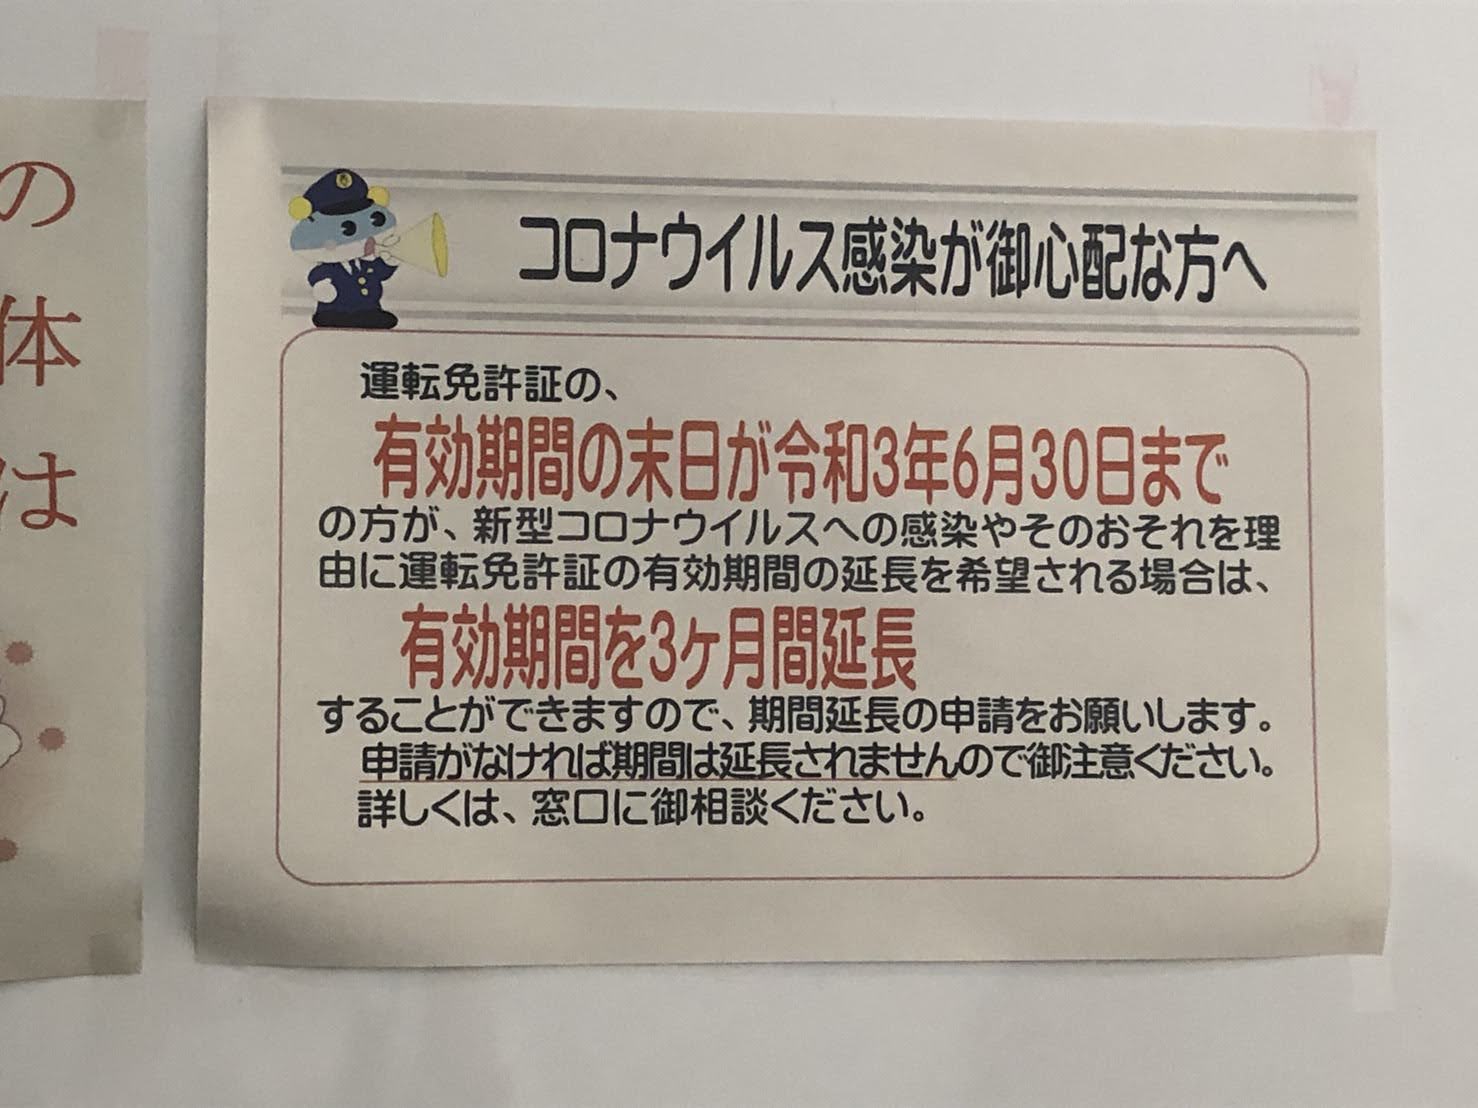 の
体
は
コロナウイルス感染が御心配な方へ
運転免許証の、
有効期間の末日が令和3年6月30日まで
の方が、新型コロナウイルスへの感染やそのおそれを理
由に運転免許証の有効期間の延長を希望される場合は、
有効期間を3ヶ月間延長
することができますので、期間延長の申請をお願いします。
申請がなければ期間は延長されませんので御注意ください。
詳しくは、窓口に御相談ください。